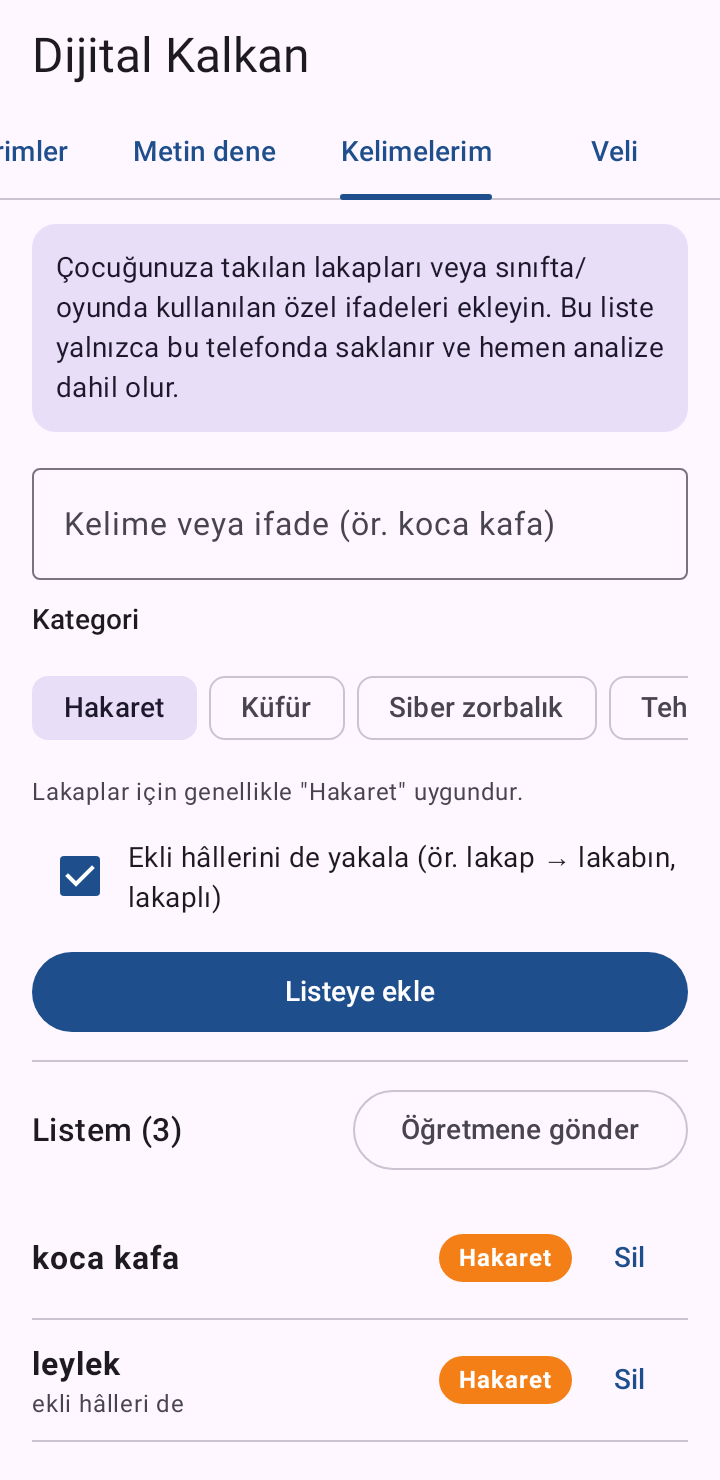 Dijital Kalkan
rimler Metin dene Kelimelerim Veli
Çocuğunuza takılan lakapları veya sınıfta/
oyunda kullanılan özel ifadeleri ekleyin. Bu liste
yalnızca bu telefonda saklanır ve hemen analize
dahil olur.
Kelime veya ifade (ör. koca kafa)
Kategori
Hakaret Küfür Siber zorbalık Teh
Lakaplar için genellikle "Hakaret" uygundur.
Ekli hâllerini de yakala (ör. lakap → lakabın,
lakaplı)
Listeye ekle
Listem (3) Öğretmene gönder
koca kafa Hakaret Sil
leylek
ekli hâlleri de Hakaret Sil